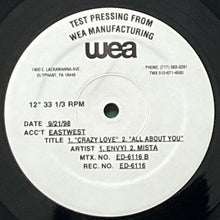 TEST PRESSING FROM
WEA MANUFACTURING
wea
1400 E. LACKAWANNA AVE.
OLYPHANT, PA 18448
PHONE: (717) 383-3291
TWX 510-671-4580
12" 33 1/3 RPM
DATE 9/21/98
ACC'T EASTWEST
TITLE 1. "CRAZY LOVE" 2. "ALL ABOUT YOU"
ARTIST 1. ENVYI 2. MISTA
MTX. NO. ED-6116 B
REC. NO. ED-6116